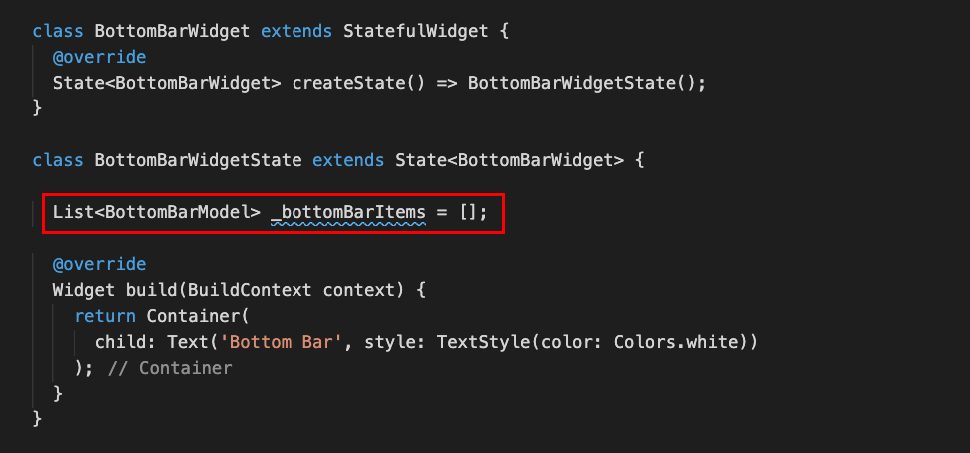 class BottomBarWidget extends StatefulWidget {
@override
State<BottomBarWidget> createState() => BottomBarWidgetState();
}
class BottomBarWidgetState extends State<BottomBarWidget> {
List<BottomBarModel> _bottomBarItems = [];
@override
Widget build(BuildContext context) {
return Container(
child: Text('Bottom Bar', style: TextStyle(color: Colors.white))
); // Container
}
}